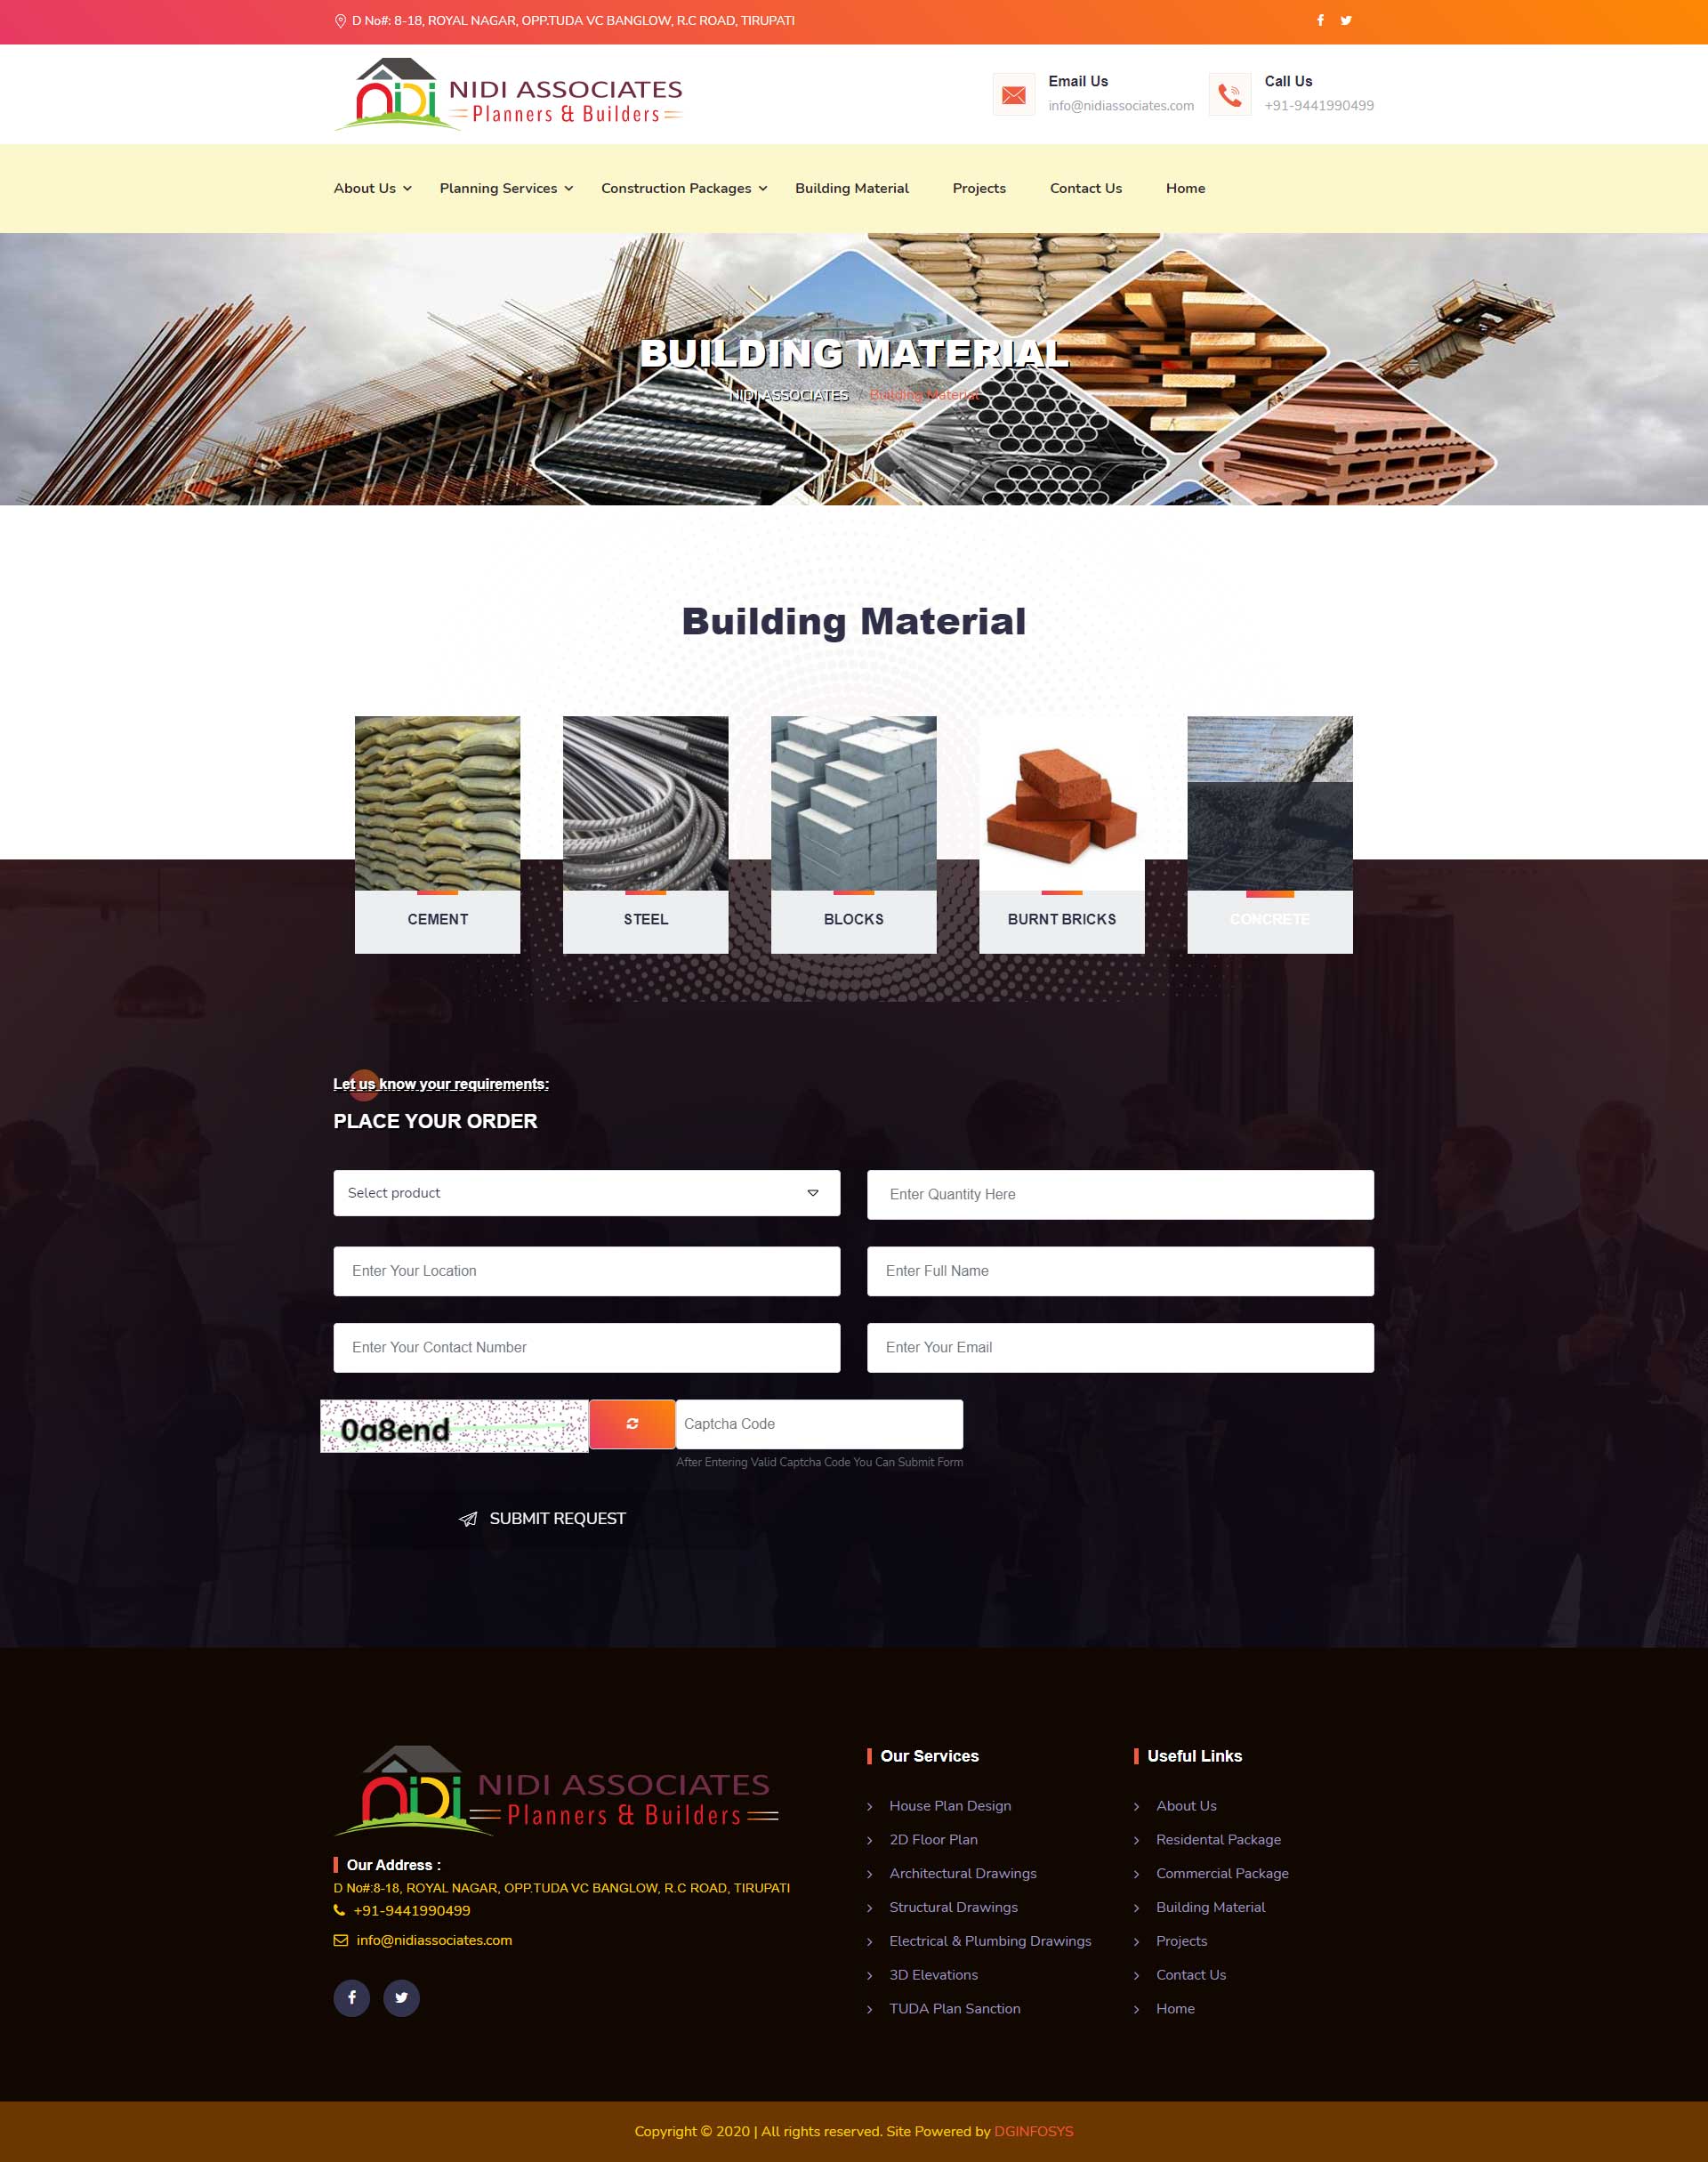 D No#: 8-18, ROYAL NAGAR, OPP.TUDA VC BANGLOW, R.C ROAD, TIRUPATI
NIDI ASSOCIATES
Planners & Builders
Email Us
info@nidiassociates.com
Call Us
+91-9441990499
About Us
Planning Services
Construction Packages
Building Material
Projects
Contact Us
Home
BUILDING MATERIAL
NIDI ASSOCIATES / Building Material
Building Material
CEMENT
STEEL
BLOCKS
BURNT BRICKS
CONCRETE
Let us know your requirements:
PLACE YOUR ORDER
Select product
Enter Quantity Here
Enter Your Location
Enter Full Name
Enter Your Contact Number
Enter Your Email
0a8end
Captcha Code
After Entering Valid Captcha Code You Can Submit Form
SUBMIT REQUEST
NIDI ASSOCIATES
Planners & Builders
Our Address :
D No#:8-18, ROYAL NAGAR, OPP.TUDA VC BANGLOW, R.C ROAD, TIRUPATI
+91-9441990499
info@nidiassociates.com
Our Services
House Plan Design
2D Floor Plan
Architectural Drawings
Structural Drawings
Electrical & Plumbing Drawings
3D Elevations
TUDA Plan Sanction
Useful Links
About Us
Residental Package
Commercial Package
Building Material
Projects
Contact Us
Home
Copyright © 2020 | All rights reserved. Site Powered by DGINFOSYS